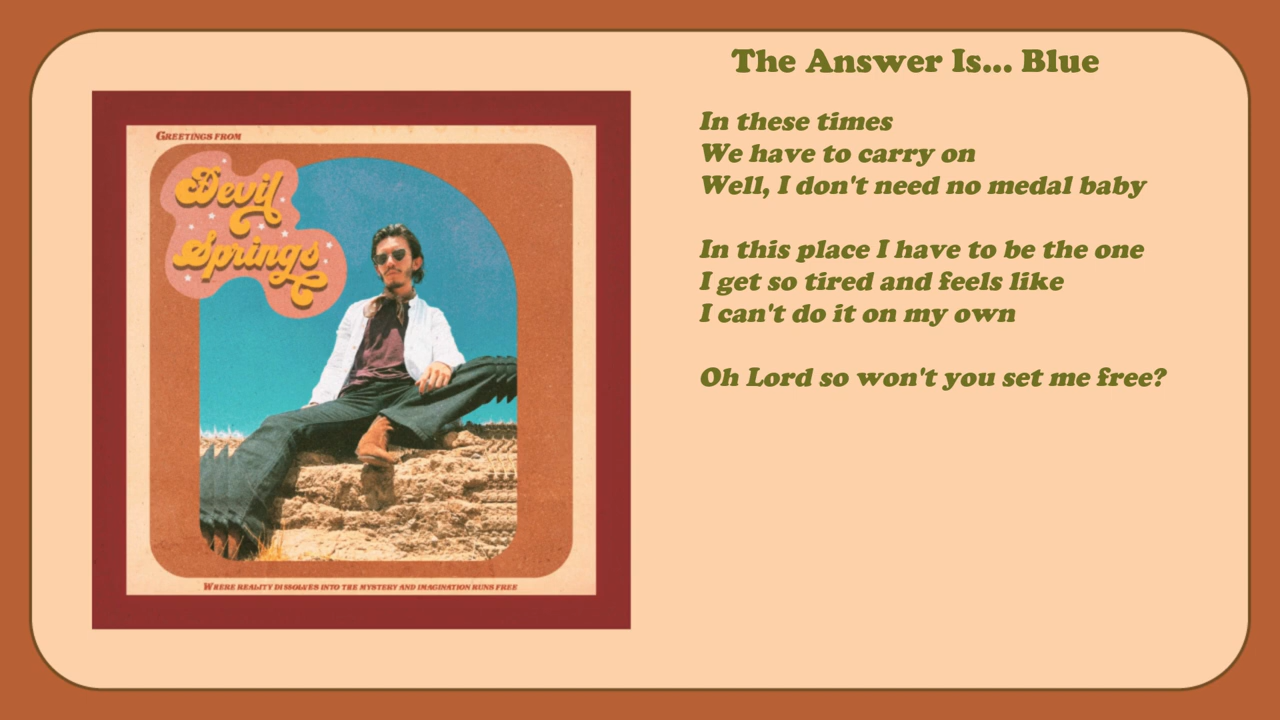 GREETINGS FROM
Devil
Springs
WHERE REALITY DISSOLVES INTO THE MYSTERY AND IMAGINATION RUNS FREE
The Answer Is... Blue
In these times
We have to carry on
Well, I don't need no medal baby
In this place I have to be the one
I get so tired and feels like
I can't do it on my own
Oh Lord so won't you set me free?